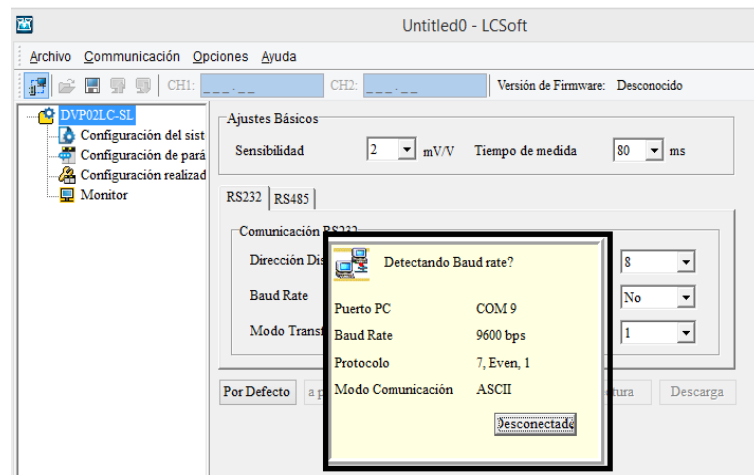 Untitled0 - LCSoft
Archivo Communicación Opciones Ayuda
CH1: _ _ _ . _ _ CH2: _ _ _ . _ _ Versión de Firmware: Desconocido
DVP02LC-SL
Configuración del sist
Configuración de pará
Configuración realizad
Monitor
Ajustes Básicos
Sensibilidad 2 mV/V Tiempo de medida 80 ms
RS232 RS485
Comunicación RS232
Dirección Dis 8
Baud Rate No
Modo Transf 1
Por Defecto a p tura Descarga
Detectando Baud rate?
Puerto PC COM 9
Baud Rate 9600 bps
Protocolo 7, Even, 1
Modo Comunicación ASCII
Desconectade